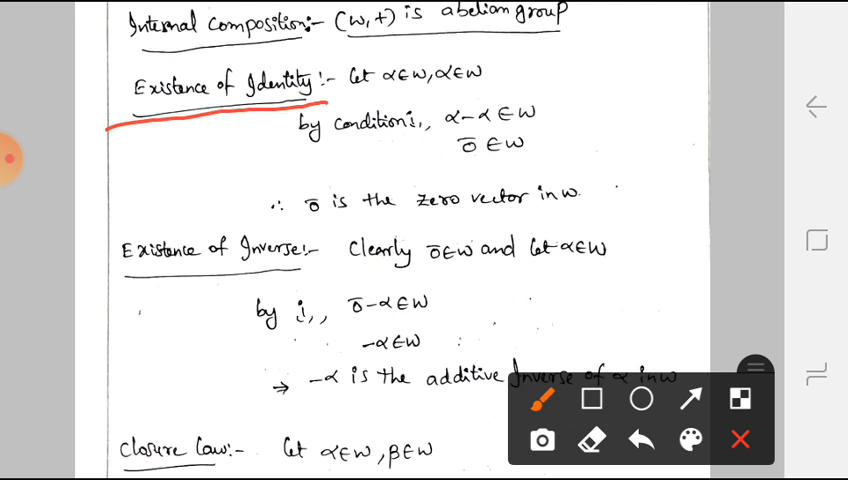 Internal composition:- (W,+) is abelian group
Existence of Identity:- let α∈W, α∈W
by condition i,, α-α∈W
ō∈W
∴ ō is the zero vector in W.
Existence of Inverse:- Clearly ō∈W and let α∈W
by i,, ō-α∈W
-α∈W
→ -α is the additive Inverse of α in W
Closure Law:- let α∈W, β∈W